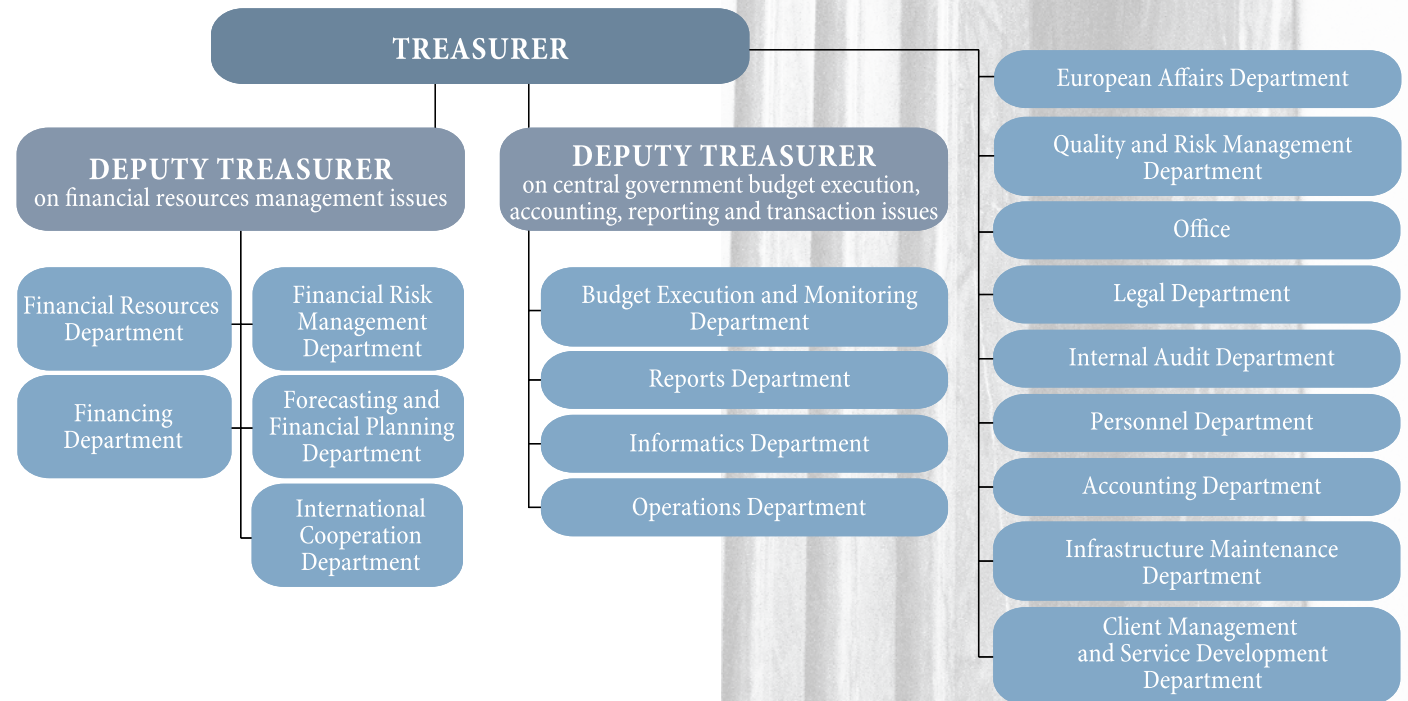 TREASURER
DEPUTY TREASURER
on financial resources management issues
Financial Resources
Department
Financial Risk
Management
Department
Financing
Department
Forecasting and
Financial Planning
Department
International
Cooperation
Department
DEPUTY TREASURER
on central government budget execution,
accounting, reporting and transaction issues
Budget Execution and Monitoring
Department
Reports Department
Informatics Department
Operations Department
European Affairs Department
Quality and Risk Management
Department
Office
Legal Department
Internal Audit Department
Personnel Department
Accounting Department
Infrastructure Maintenance
Department
Client Management
and Service Development
Department